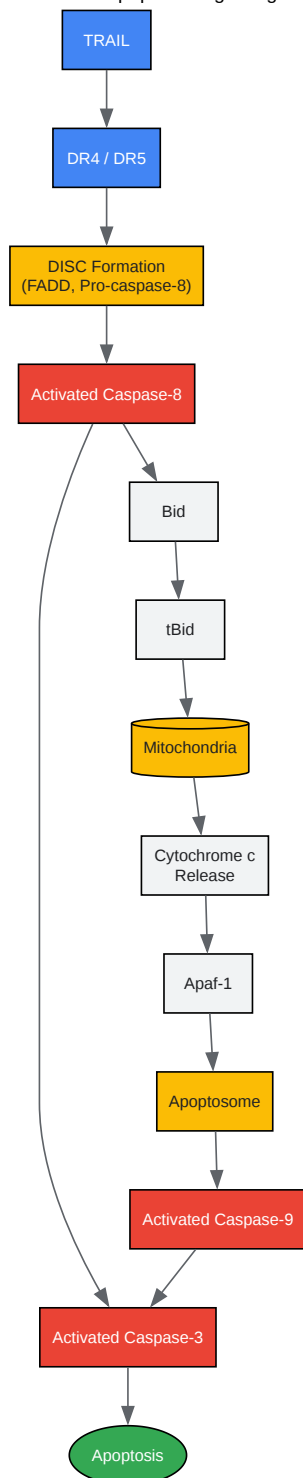 TRAIL
DR4 / DR5
DISC Formation
(FADD, Pro-caspase-8)
Activated Caspase-8
Bid
tBid
Mitochondria
Cytochrome c
Release
Apaf-1
Apoptosome
Activated Caspase-9
Activated Caspase-3
Apoptosis